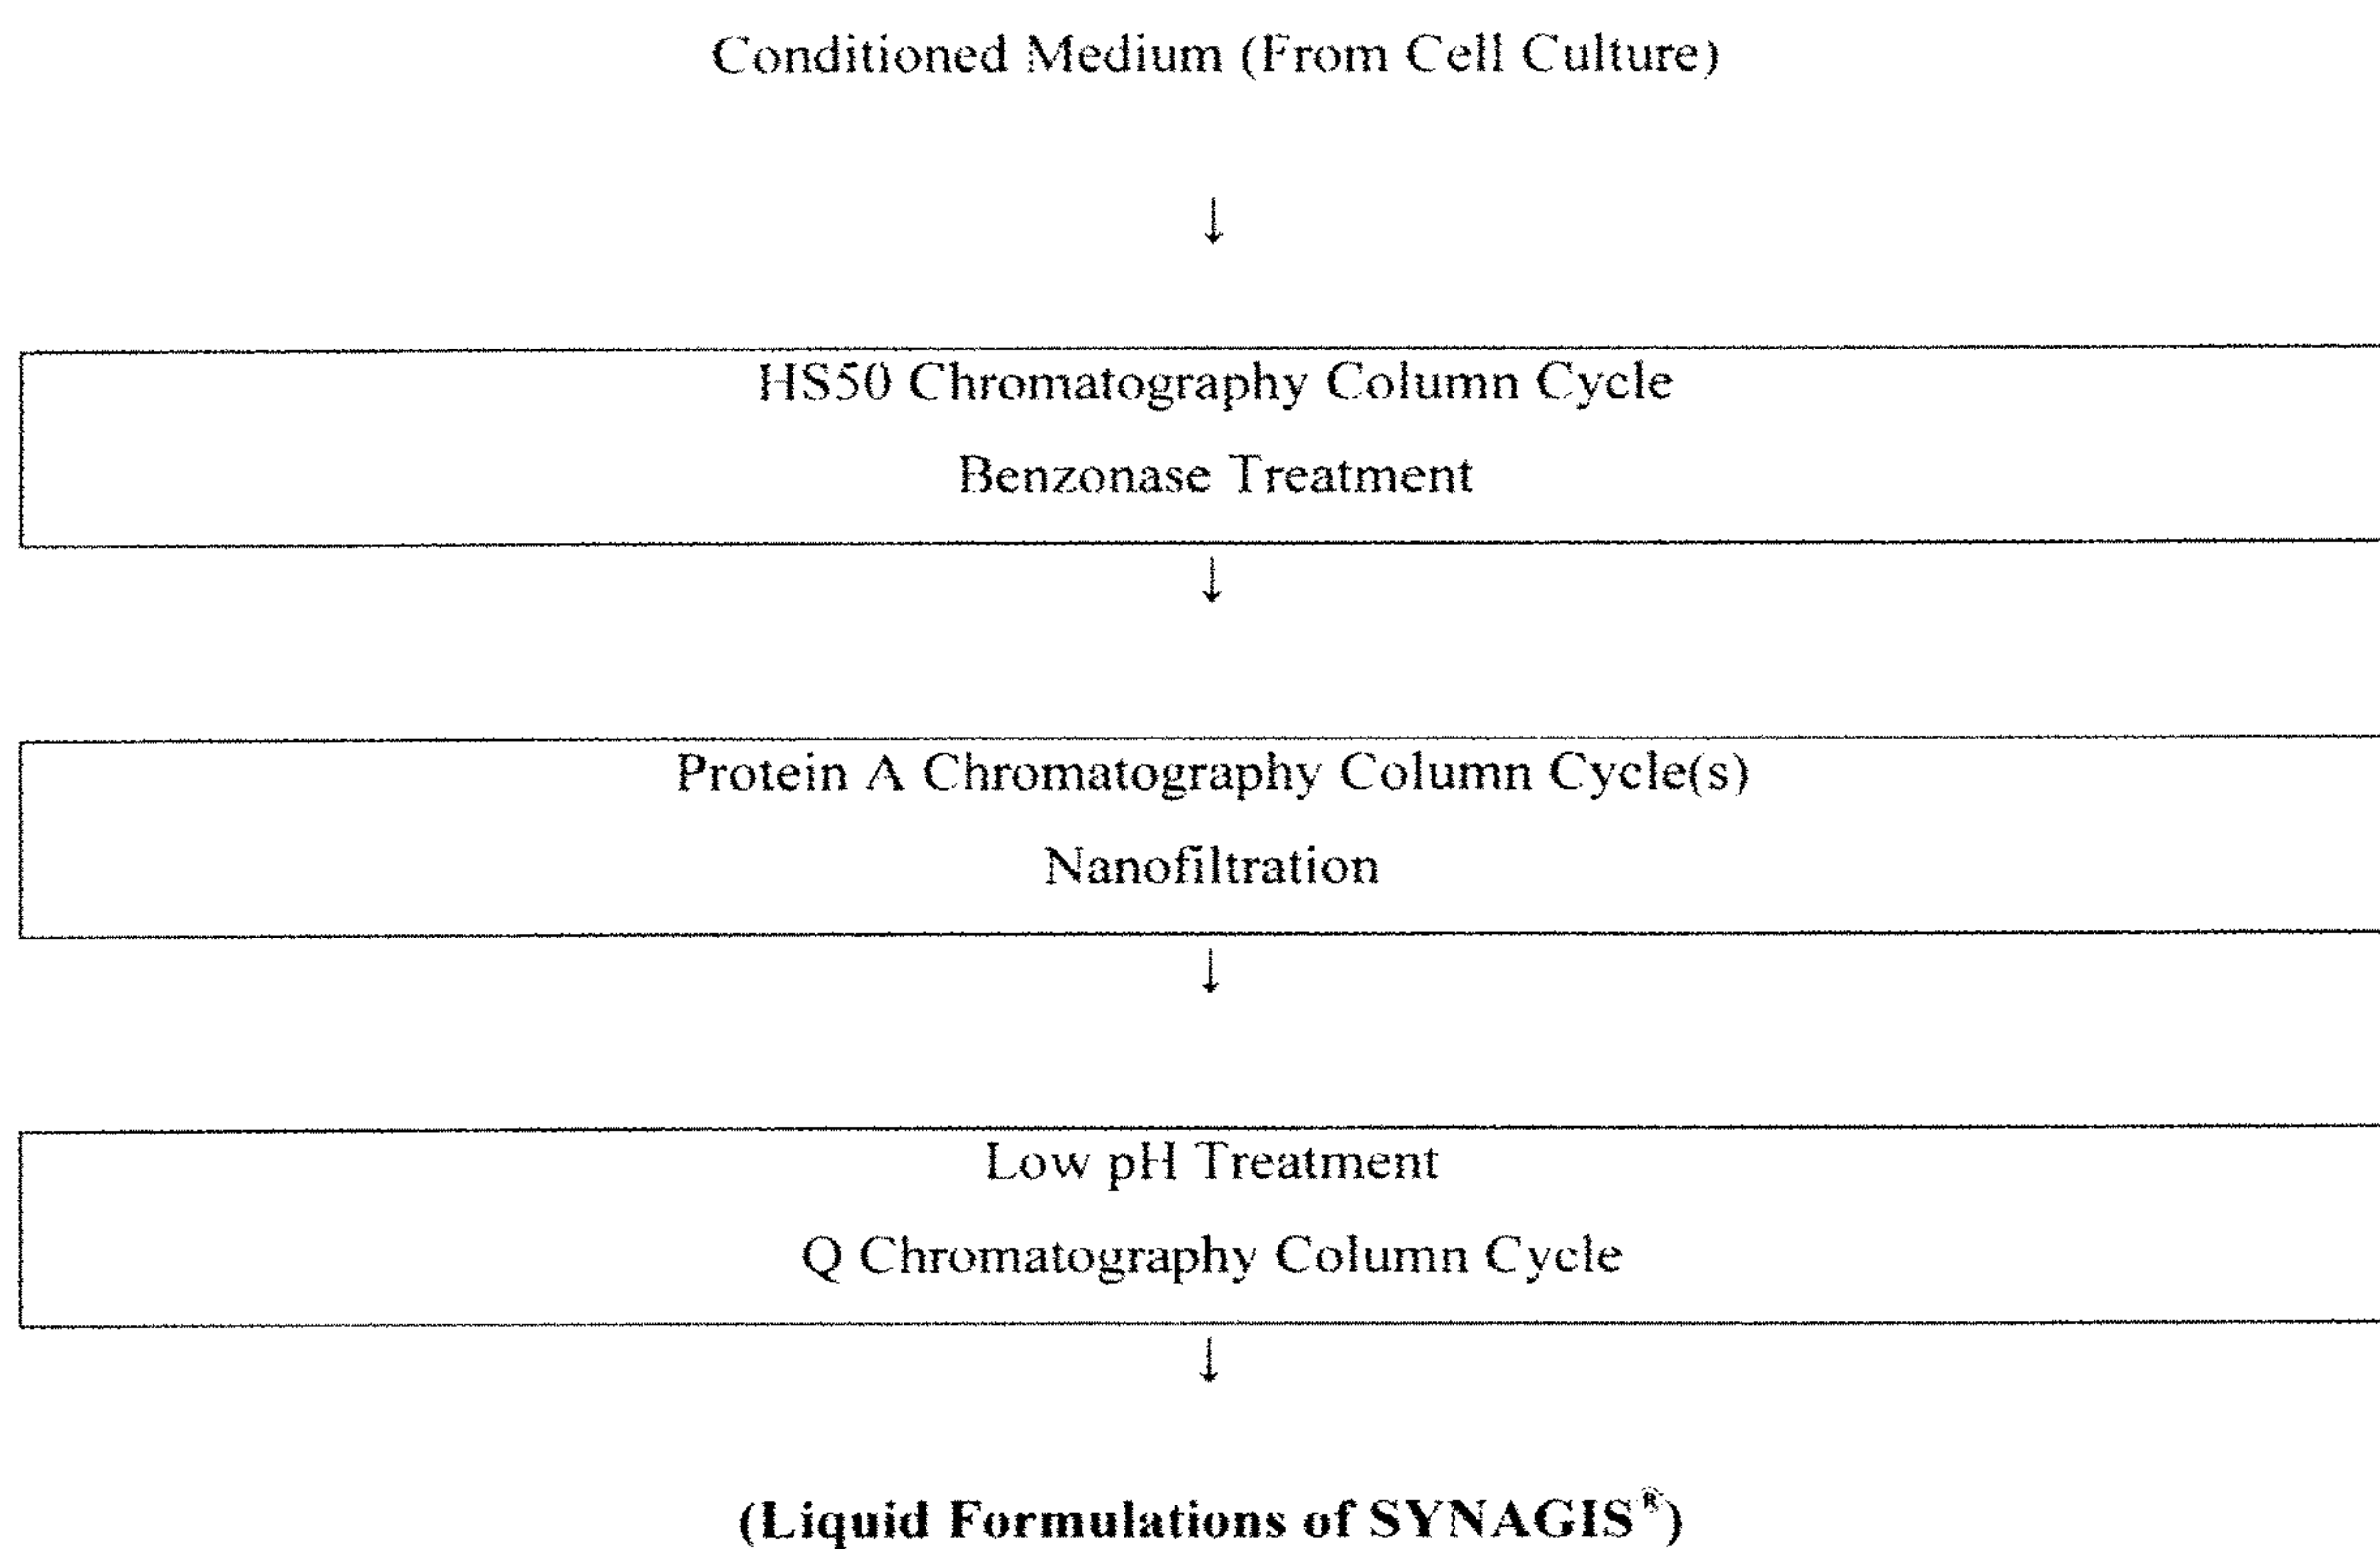 Conditioned Medium (From Cell Culture)
↓
HS50 Chromatography Column Cycle
Benzonase Treatment
↓
Protein A Chromatography Column Cycle(s)
Nanofiltration
↓
Low pH Treatment
Q Chromatography Column Cycle
↓
(Liquid Formulations of SYNAGIS®)